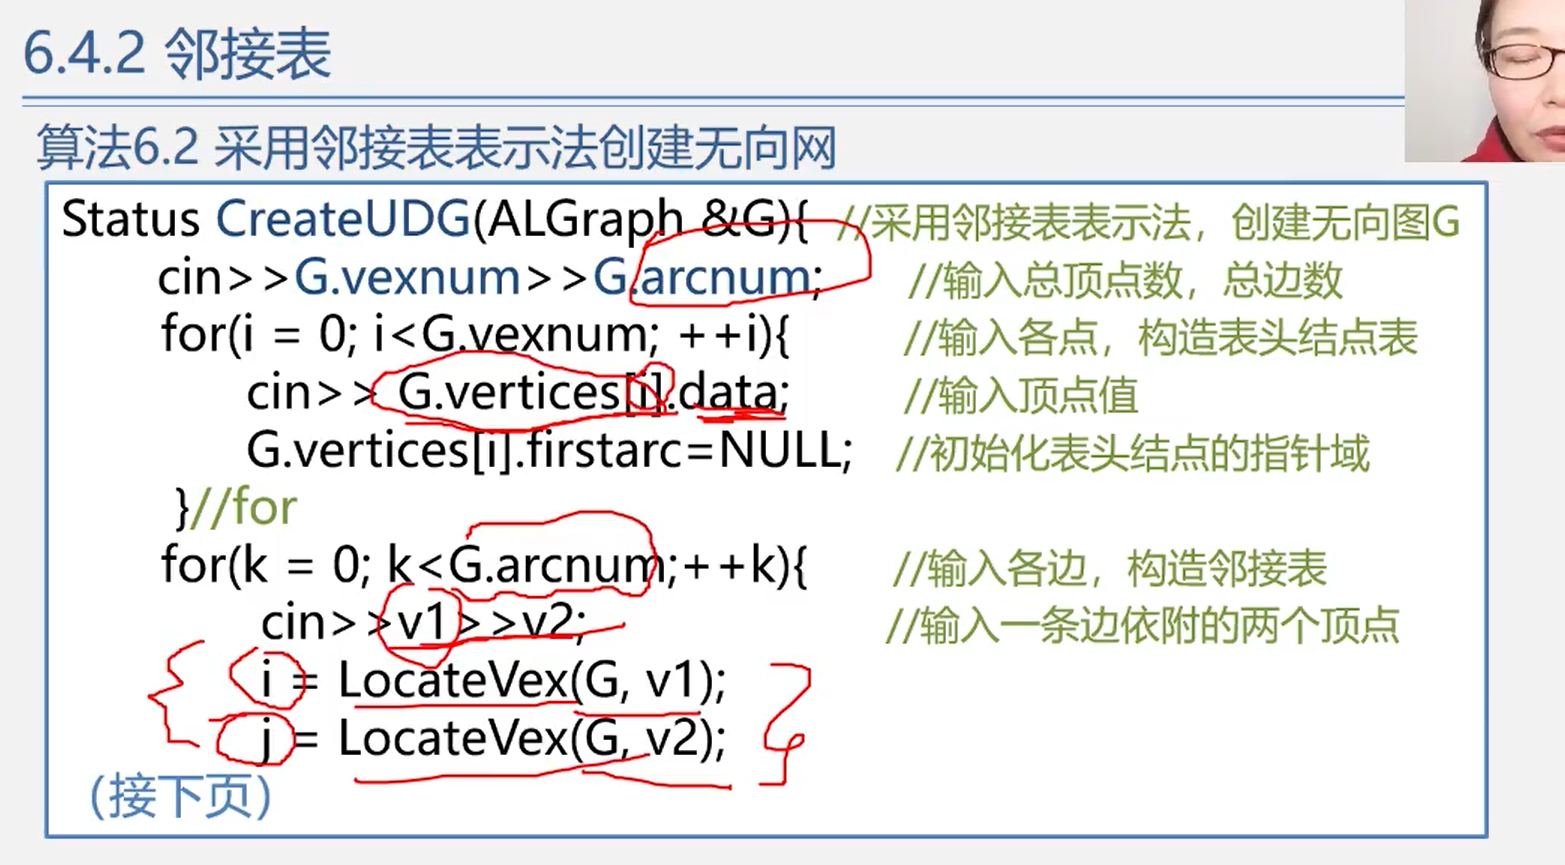 6.4.2 邻接表
算法6.2 采用邻接表表示法创建无向网
Status CreateUDG(ALGraph &G){ //采用邻接表表示法，创建无向图G
cin>>G.vexnum>>G.arcnum; //输入总顶点数，总边数
for(i = 0; i<G.vexnum; ++i){ //输入各点，构造表头结点表
cin>> G.vertices[i].data; //输入顶点值
G.vertices[i].firstarc=NULL; //初始化表头结点的指针域
}//for
for(k = 0; k<G.arcnum;++k){ //输入各边，构造邻接表
cin>>v1>>v2; //输入一条边依附的两个顶点
i = LocateVex(G, v1);
j = LocateVex(G, v2);
（接下页）